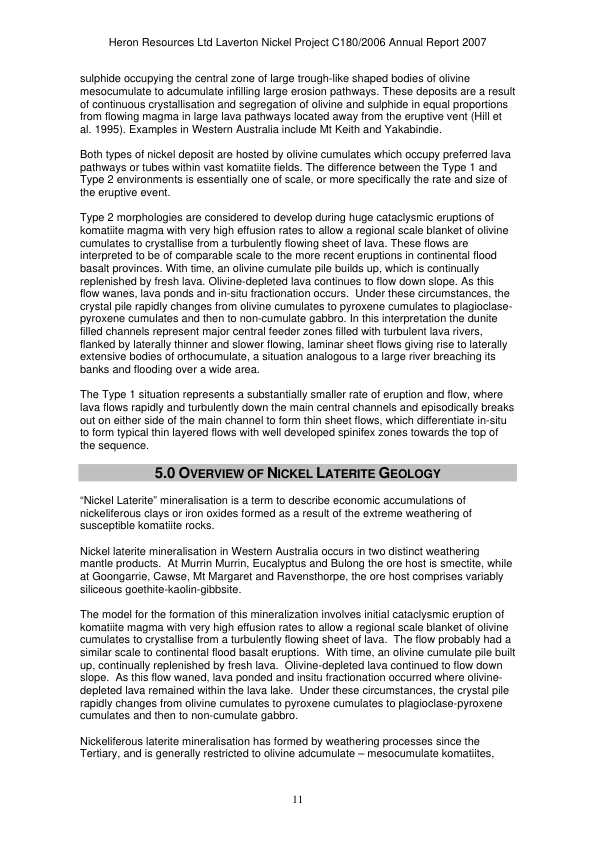 Heron Resources Ltd Laverton Nickel Project C180/2006 Annual Report 2007
sulphide occupying the central zone of large trough-like shaped bodies of olivine
mesocumulate to adcumulate infilling large erosion pathways. These deposits are a result
of continuous crystallisation and segregation of olivine and sulphide in equal proportions
from flowing magma in large lava pathways located away from the eruptive vent (Hill et
al. 1995). Examples in Western Australia include Mt Keith and Yakabindie.
Both types of nickel deposit are hosted by olivine cumulates which occupy preferred lava
pathways or tubes within vast komatiite fields. The difference between the Type 1 and
Type 2 environments is essentially one of scale, or more specifically the rate and size of
the eruptive event.
Type 2 morphologies are considered to develop during huge cataclysmic eruptions of
komatiite magma with very high effusion rates to allow a regional scale blanket of olivine
cumulates to crystallise from a turbulently flowing sheet of lava. These flows are
interpreted to be of comparable scale to the more recent eruptions in continental flood
basalt provinces. With time, an olivine cumulate pile builds up, which is continually
replenished by fresh lava. Olivine-depleted lava continues to flow down slope. As this
flow wanes, lava ponds and in-situ fractionation occurs.  Under these circumstances, the
crystal pile rapidly changes from olivine cumulates to pyroxene cumulates to plagioclase-
pyroxene cumulates and then to non-cumulate gabbro. In this interpretation the dunite
filled channels represent major central feeder zones filled with turbulent lava rivers,
flanked by laterally thinner and slower flowing, laminar sheet flows giving rise to laterally
extensive bodies of orthocumulate, a situation analogous to a large river breaching its
banks and flooding over a wide area.
The Type 1 situation represents a substantially smaller rate of eruption and flow, where
lava flows rapidly and turbulently down the main central channels and episodically breaks
out on either side of the main channel to form thin sheet flows, which differentiate in-situ
to form typical thin layered flows with well developed spinifex zones towards the top of
the sequence.
5.0 OVERVIEW OF NICKEL LATERITE GEOLOGY
“Nickel Laterite” mineralisation is a term to describe economic accumulations of
nickeliferous clays or iron oxides formed as a result of the extreme weathering of
susceptible komatiite rocks.
Nickel laterite mineralisation in Western Australia occurs in two distinct weathering
mantle products.  At Murrin Murrin, Eucalyptus and Bulong the ore host is smectite, while
at Goongarrie, Cawse, Mt Margaret and Ravensthorpe, the ore host comprises variably
siliceous goethite-kaolin-gibbsite.
The model for the formation of this mineralization involves initial cataclysmic eruption of
komatiite magma with very high effusion rates to allow a regional scale blanket of olivine
cumulates to crystallise from a turbulently flowing sheet of lava.  The flow probably had a
similar scale to continental flood basalt eruptions.  With time, an olivine cumulate pile built
up, continually replenished by fresh lava.  Olivine-depleted lava continued to flow down
slope.  As this flow waned, lava ponded and insitu fractionation occurred where olivine-
depleted lava remained within the lava lake.  Under these circumstances, the crystal pile
rapidly changes from olivine cumulates to pyroxene cumulates to plagioclase-pyroxene
cumulates and then to non-cumulate gabbro.
Nickeliferous laterite mineralisation has formed by weathering processes since the
Tertiary, and is generally restricted to olivine adcumulate – mesocumulate komatiites,
11